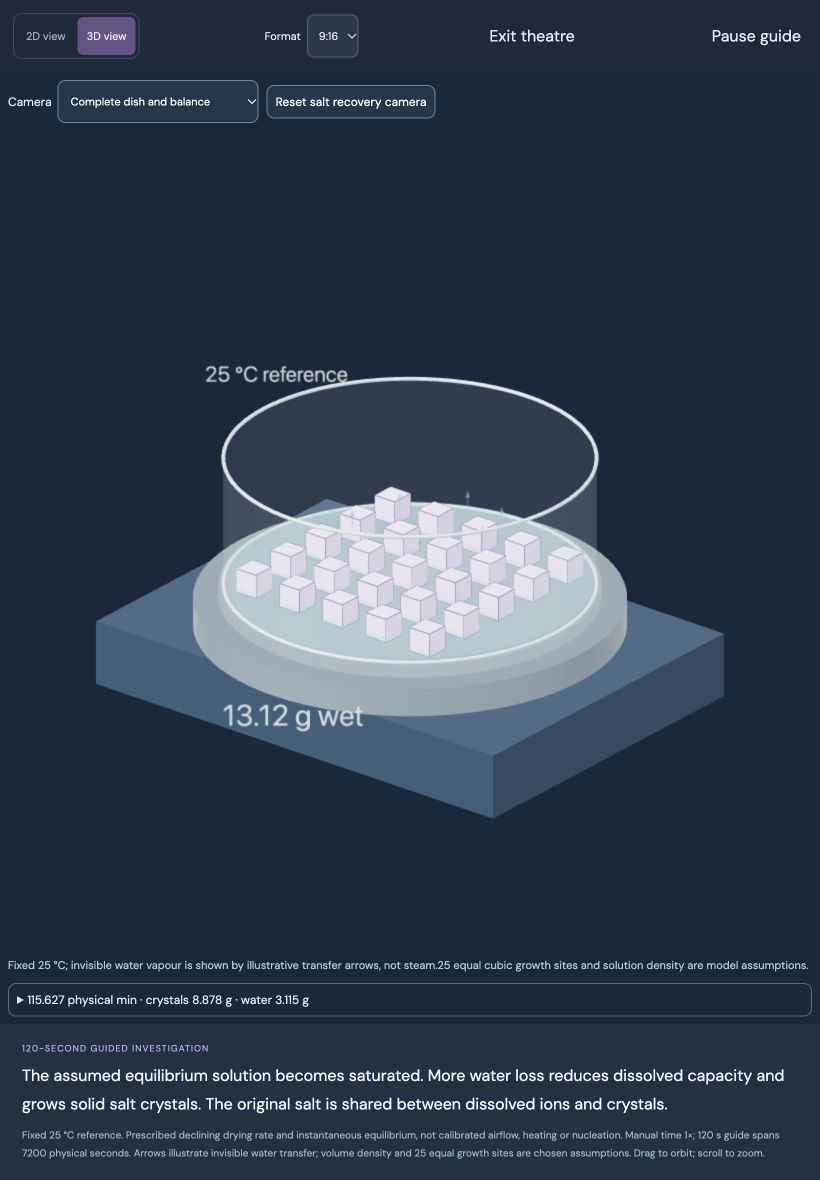 2D view
3D view
Format
9:16
Exit theatre
Pause guide
Camera
Complete dish and balance
Reset salt recovery camera
25 °C reference
13.12 g wet
Fixed 25 °C; invisible water vapour is shown by illustrative transfer arrows, not steam.25 equal cubic growth sites and solution density are model assumptions.
115.627 physical min · crystals 8.878 g · water 3.115 g
120-SECOND GUIDED INVESTIGATION
The assumed equilibrium solution becomes saturated. More water loss reduces dissolved capacity and
grows solid salt crystals. The original salt is shared between dissolved ions and crystals.
Fixed 25 °C reference. Prescribed declining drying rate and instantaneous equilibrium, not calibrated airflow, heating or nucleation. Manual time 1×; 120 s guide spans
7200 physical seconds. Arrows illustrate invisible water transfer; volume density and 25 equal growth sites are chosen assumptions. Drag to orbit; scroll to zoom.